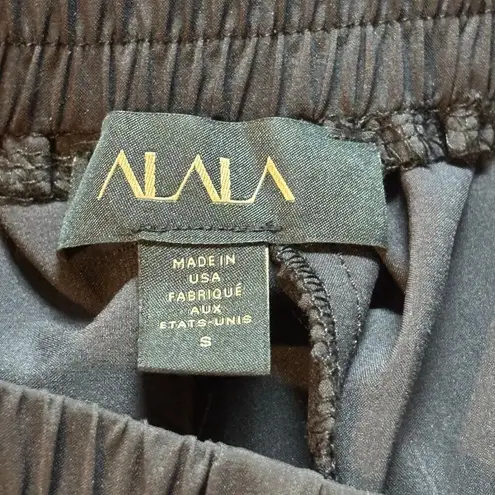 ALALA
MADE IN
USA
FABRIQUÉ
AUX
ETATS-UNIS
S